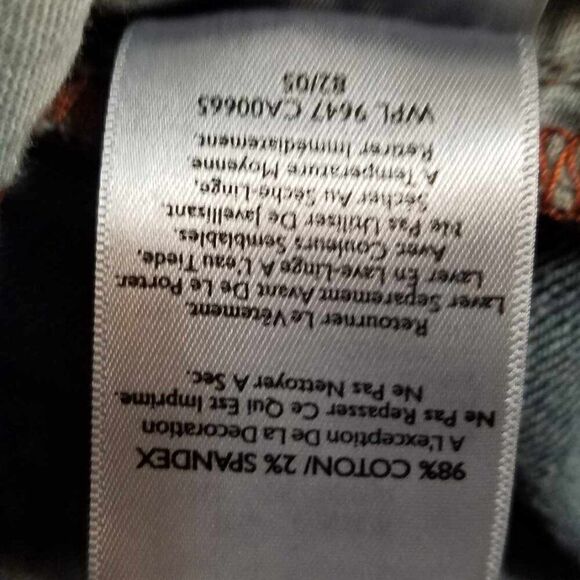 98% COTON/ 2% SPANDEX
A L'exception De La Decoration
Ne Pas Repasser Ce Qui Est Imprime.
Ne Pas Nettoyer A Sec.
Retourner Le Vêtement.
Laver Separement Avant De Le Porter.
Laver En Lave-Linge A L'eau Tiede,
Avec Couleurs Semblables.
Ne Pas Utiliser De Javellisant.
Secher Au Seche-Linge,
A Temperature Moyenne
Retirer Immediatement.
WPL 9647 CA00665
82/05